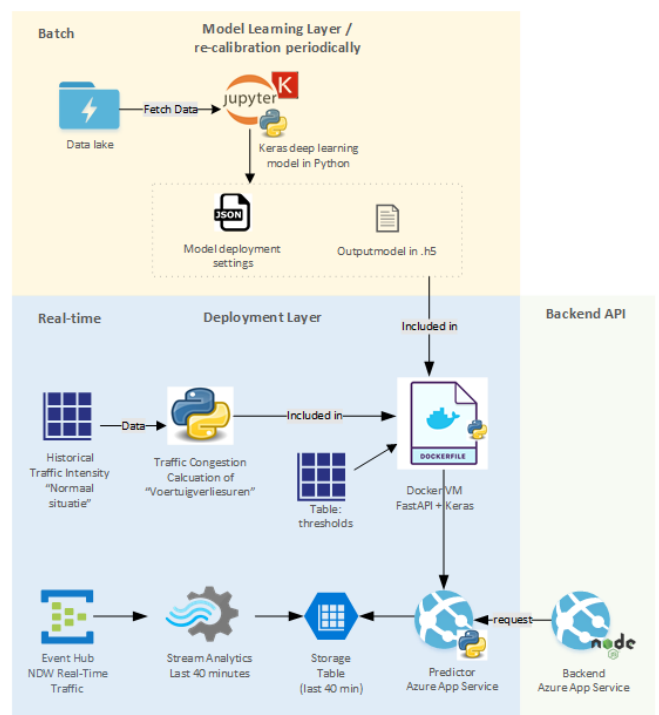 Batch
Model Learning Layer /
re-calibration periodically
jupyter
K
Fetch Data
Data lake
Keras deep learning
model in Python
JSON
Model deployment
settings
Outputmodel in .h5
Real-time
Deployment Layer
Included in
Backend API
Data
Included in
DOCKERFILE
Historical
Traffic Intensity
“Normaal
situatie”
Traffic Congestion
Calcuation of
“Voertuigverliesuren”
Table:
thresholds
Docker VM
FastAPI + Keras
request
node
JS
Event Hub
NDW Real-Time
Traffic
Stream Analytics
Last 40 minutes
Storage
Table
(last 40 min)
Predictor
Azure App Service
Backend
Azure App Service